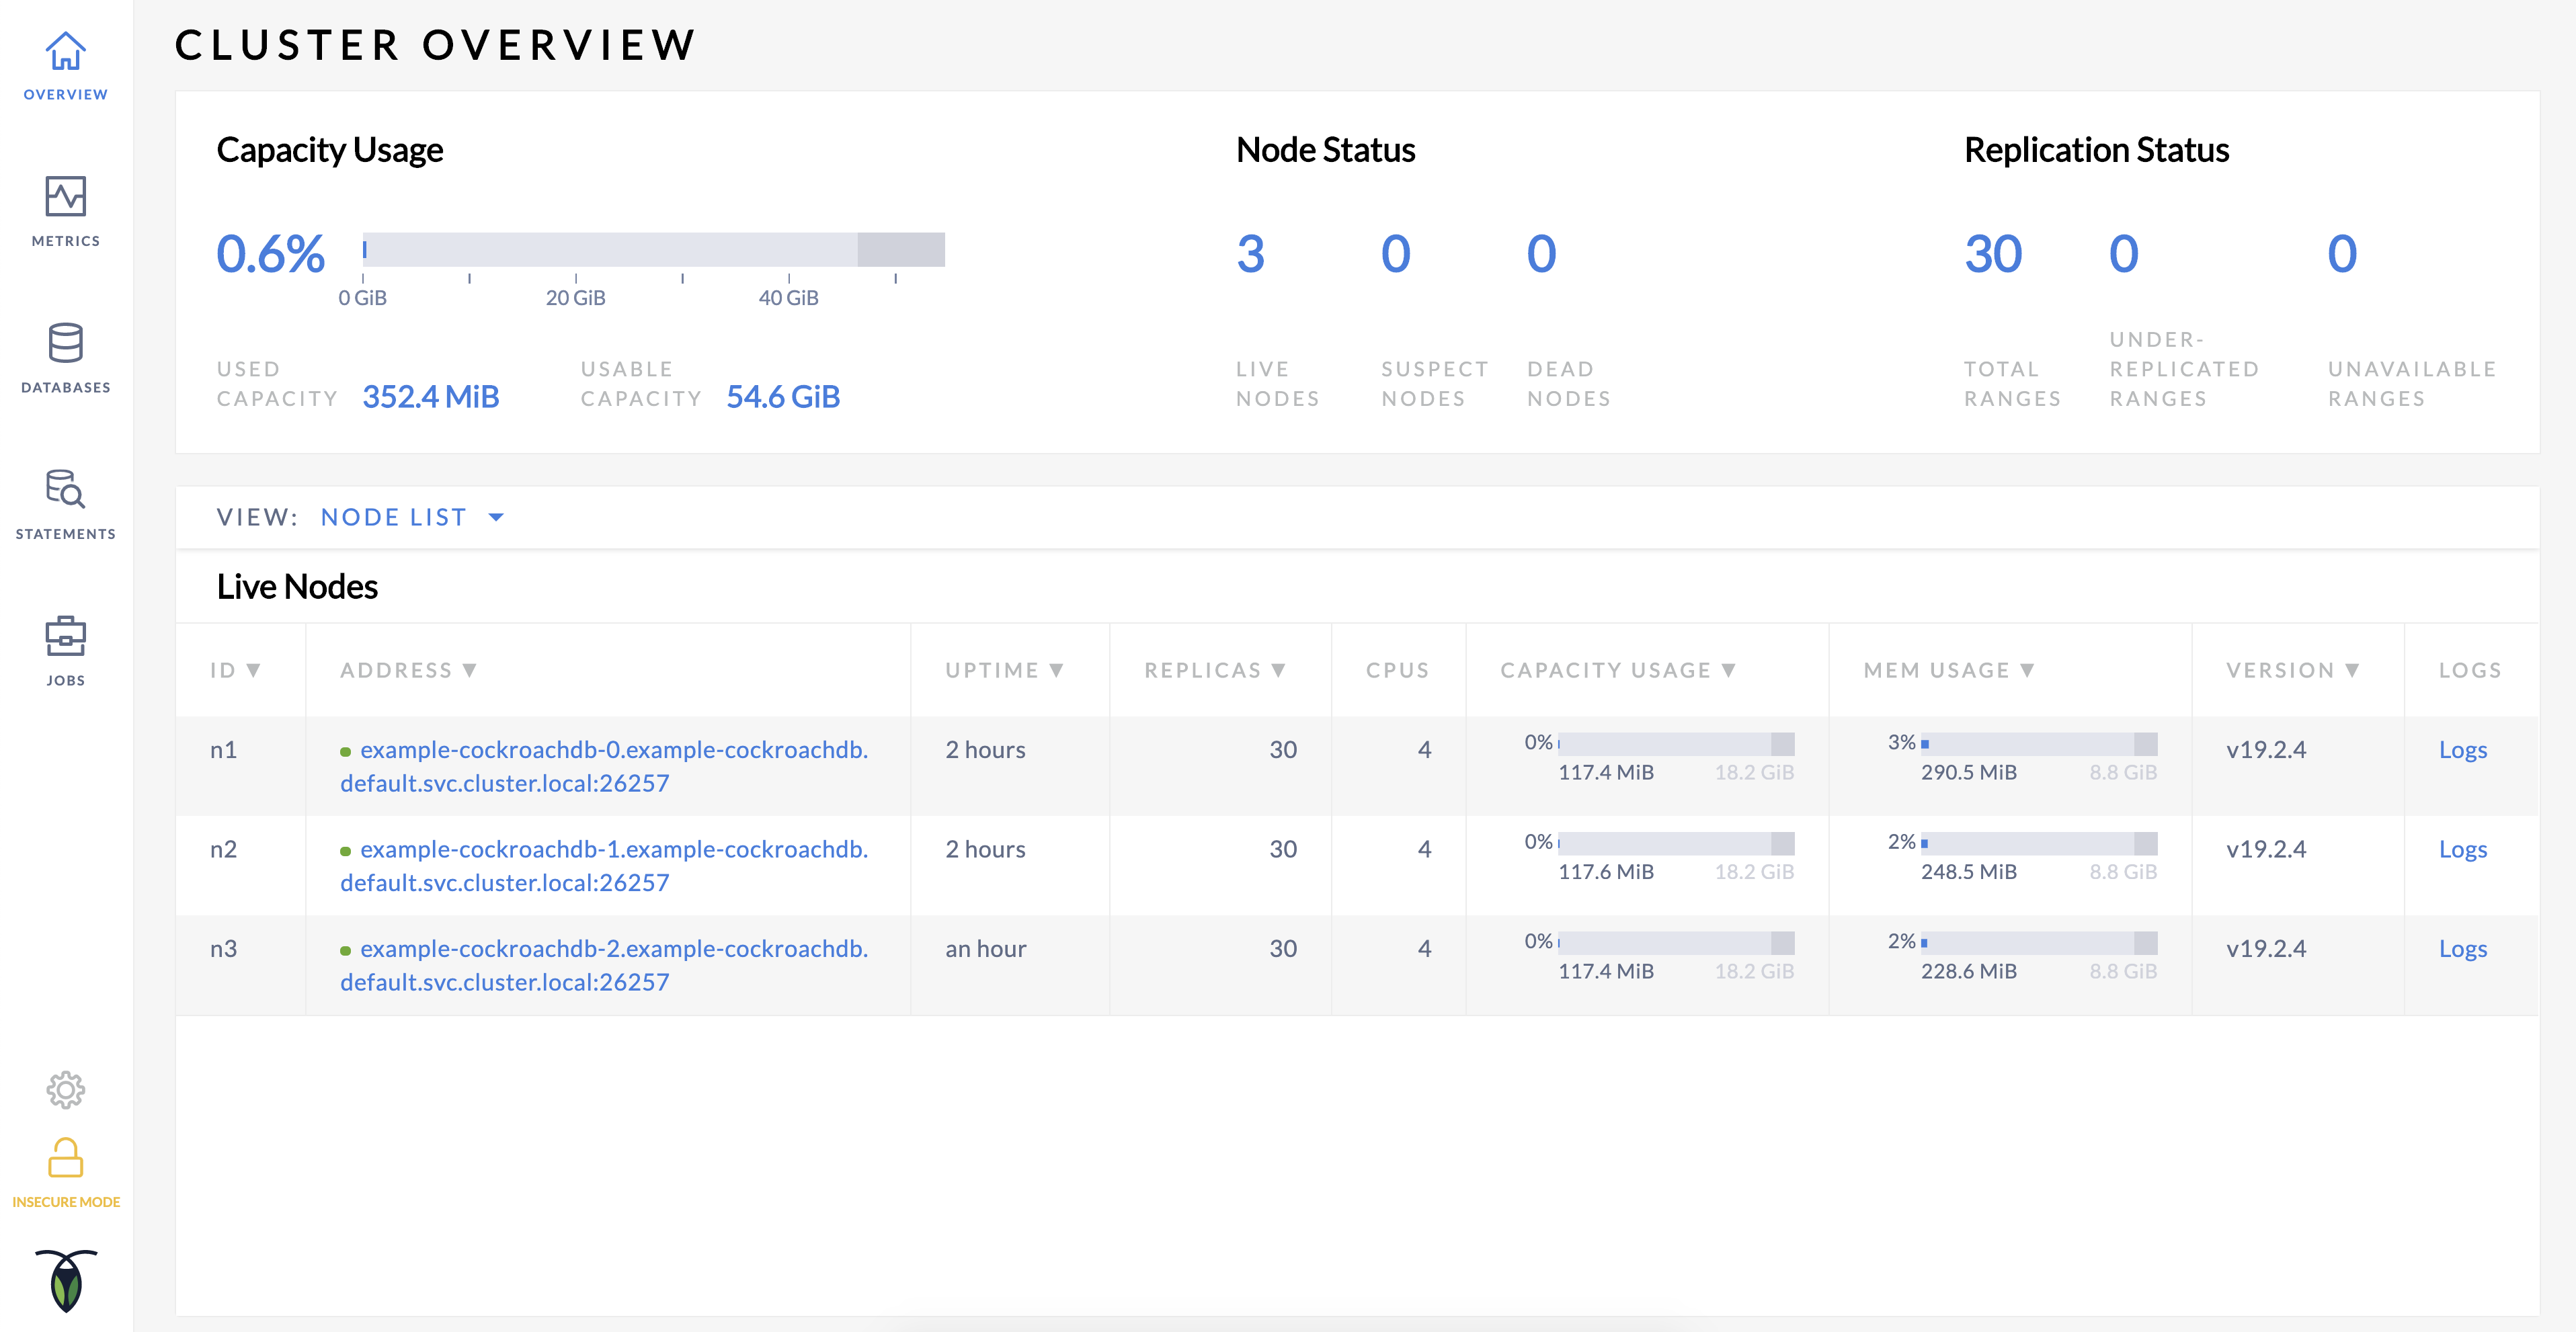 CLUSTER OVERVIEW
OVERVIEW
METRICS
DATABASES
STATEMENTS
JOBS
INSECURE MODE
Capacity Usage
0.6%
0 GiB 20 GiB 40 GiB
USED
CAPACITY 352.4 MiB
USABLE
CAPACITY 54.6 GiB
Node Status
3 0 0
LIVE
NODES
SUSPECT
NODES
DEAD
NODES
Replication Status
30 0 0
TOTAL
RANGES
UNDER-
REPLICATED
RANGES
UNAVAILABLE
RANGES
VIEW: NODE LIST
Live Nodes
ID ▼ ADDRESS ▼ UPTIME ▼ REPLICAS ▼ CPUS CAPACITY USAGE ▼ MEM USAGE ▼ VERSION ▼ LOGS
n1 example-cockroachdb-0.example-cockroachdb. 2 hours 30 4 0% 3% v19.2.4 Logs
default.svc.cluster.local:26257 117.4 MiB 18.2 GiB 290.5 MiB 8.8 GiB
n2 example-cockroachdb-1.example-cockroachdb. 2 hours 30 4 0% 2% v19.2.4 Logs
default.svc.cluster.local:26257 117.6 MiB 18.2 GiB 248.5 MiB 8.8 GiB
n3 example-cockroachdb-2.example-cockroachdb. an hour 30 4 0% 2% v19.2.4 Logs
default.svc.cluster.local:26257 117.4 MiB 18.2 GiB 228.6 MiB 8.8 GiB